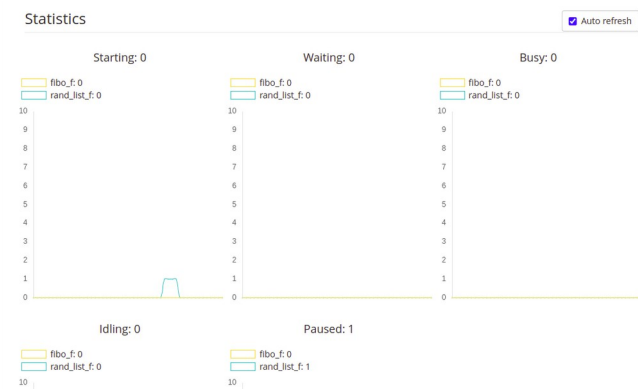 Statistics
Auto refresh
Starting: 0
fibo_f: 0
rand_list_f: 0
10
9
8
7
6
5
4
3
2
1
0
Waiting: 0
fibo_f: 0
rand_list_f: 0
10
9
8
7
6
5
4
3
2
1
0
Busy: 0
fibo_f: 0
rand_list_f: 0
10
9
8
7
6
5
4
3
2
1
0
Idling: 0
fibo_f: 0
rand_list_f: 0
10
Paused: 1
fibo_f: 0
rand_list_f: 1
10